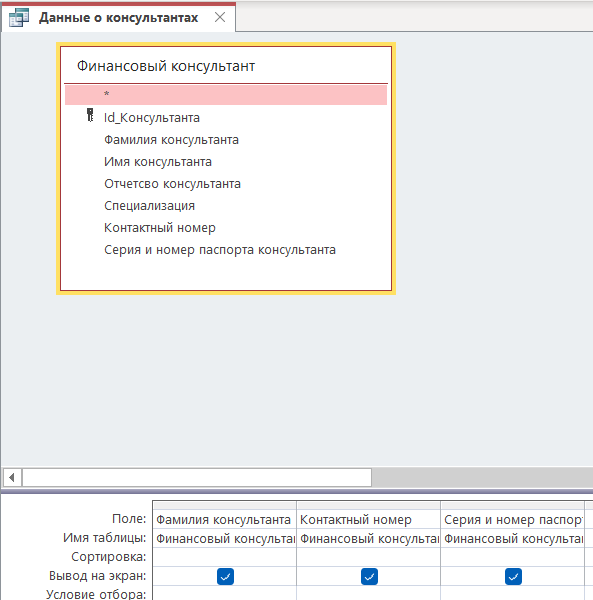 Данные о консультантах
Финансовый консультант
*
Id_Консультанта
Фамилия консультанта
Имя консультанта
Отчетсво консультанта
Специализация
Контактный номер
Серия и номер паспорта консультанта
Поле: Фамилия консультанта Контактный номер Серия и номер паспор
Имя таблицы: Финансовый консульта Финансовый консульта Финансовый консульта
Сортировка:
Вывод на экран:
Условие отбора: